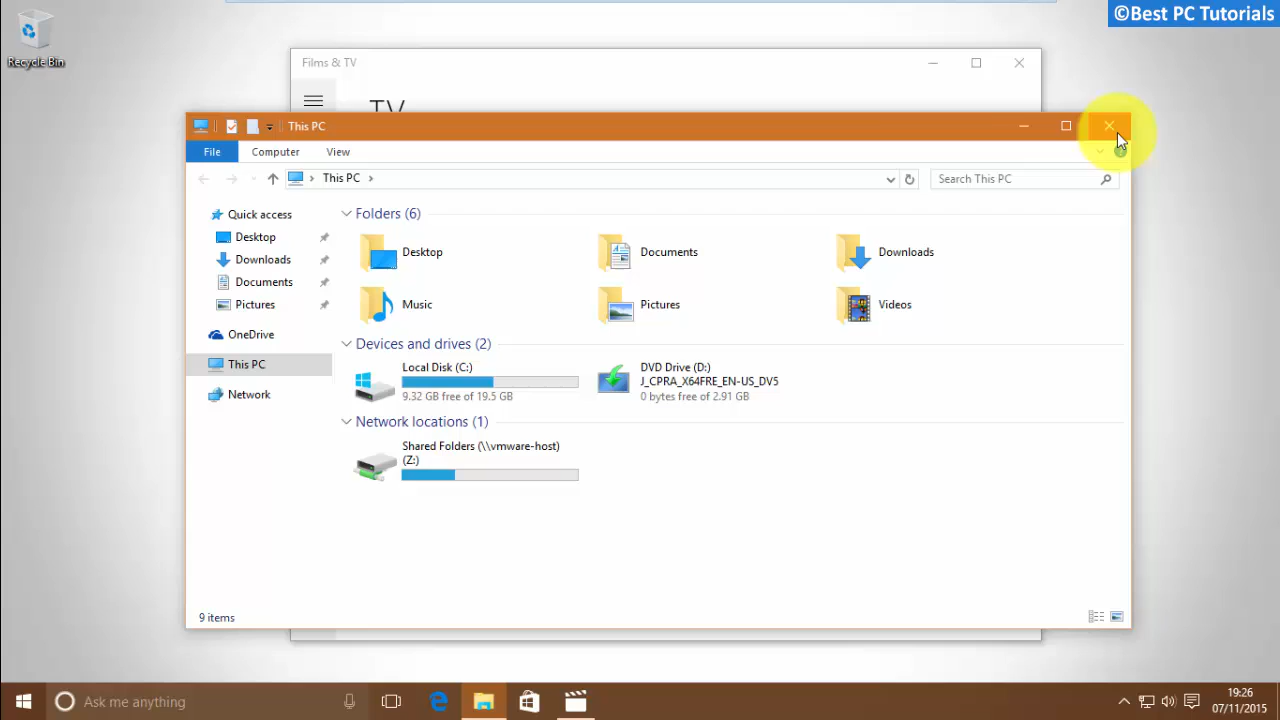 ©Best PC Tutorials
Recycle Bin
Films & TV
TV
This PC
File Computer View
This PC
Search This PC
Quick access
Desktop
Downloads
Documents
Pictures
OneDrive
This PC
Network
Folders (6)
Desktop
Documents
Downloads
Music
Pictures
Videos
Devices and drives (2)
Local Disk (C:)
9.32 GB free of 19.5 GB
DVD Drive (D:)
J_CPRA_X64FRE_EN-US_DV5
0 bytes free of 2.91 GB
Network locations (1)
Shared Folders (\\vmware-host)
(Z:)
9 items
Ask me anything
19:26
07/11/2015